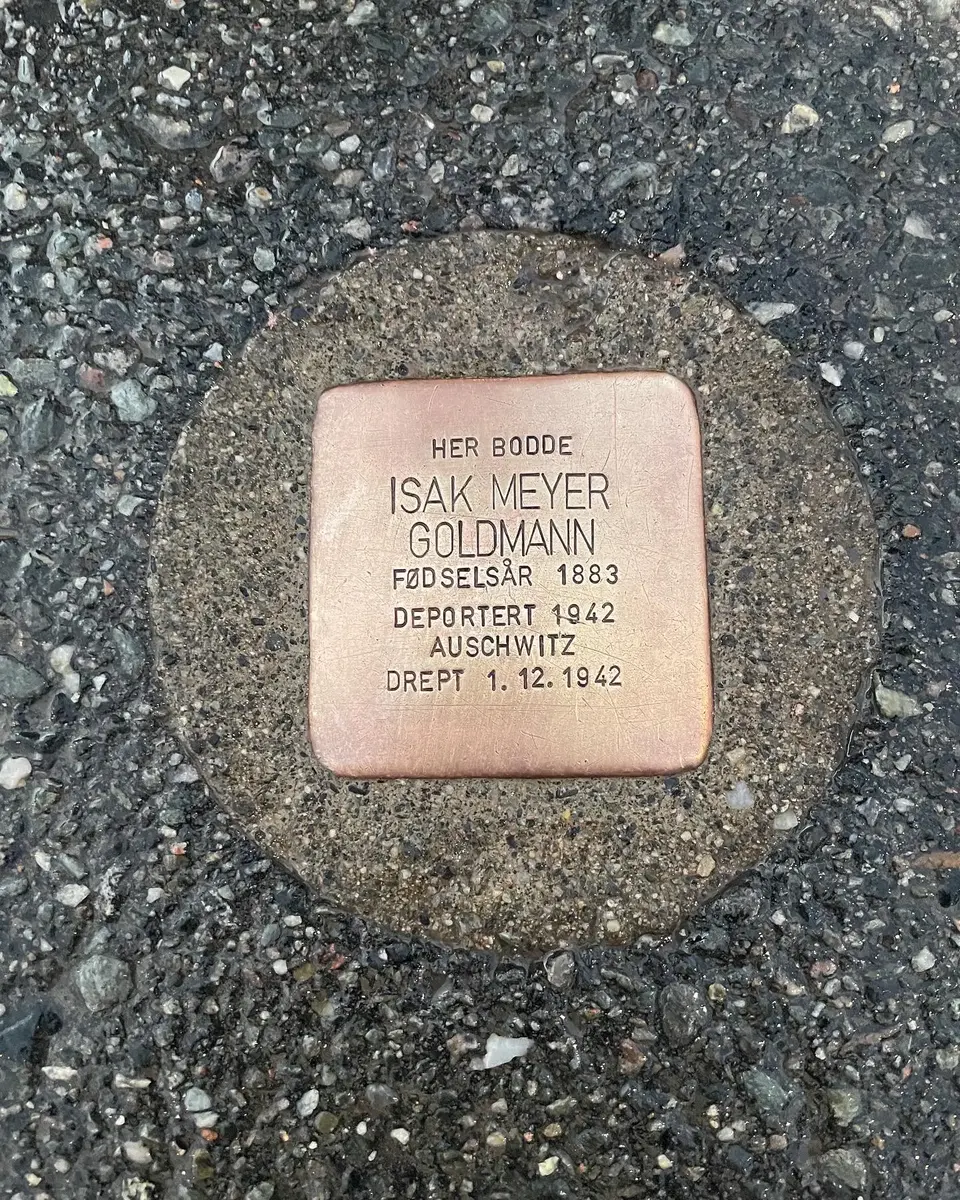 HER BODDE
ISAK MEYER
GOLDMANN
FØDSELSÅR 1883
DEPORTERT 1942
AUSCHWITZ
DREPT 1.12.1942